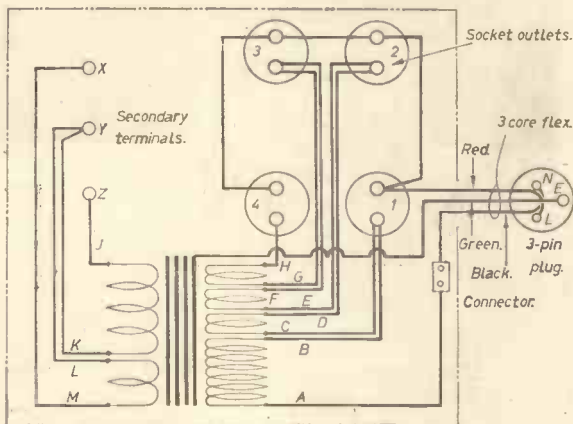 3
2
Socket outlets.
X
Y
Secondary
terminals.
3 core flex.
Red.
N
E
L
Z
4
1
Green.
Black.
3-pin
plug.
Connector.
J
H
G
F
E
D
C
B
K
L
M
A